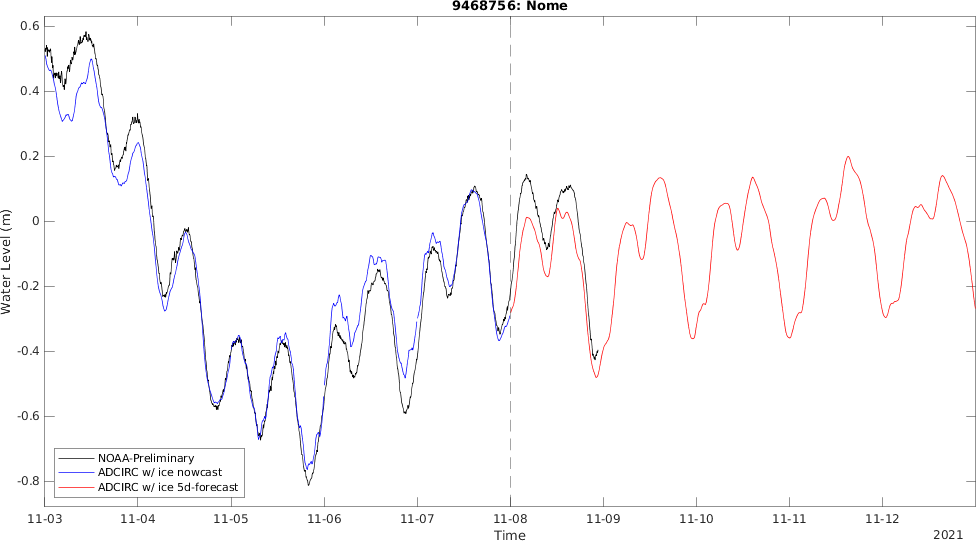 9468756: Nome
Water Level (m)
0.6
0.4
0.2
0
-0.2
-0.4
-0.6
-0.8
NOAA-Preliminary
ADCIRC w/ ice nowcast
ADCIRC w/ ice 5d-forecast
11-03 11-04 11-05 11-06 11-07 11-08 11-09 11-10 11-11 11-12
Time
2021